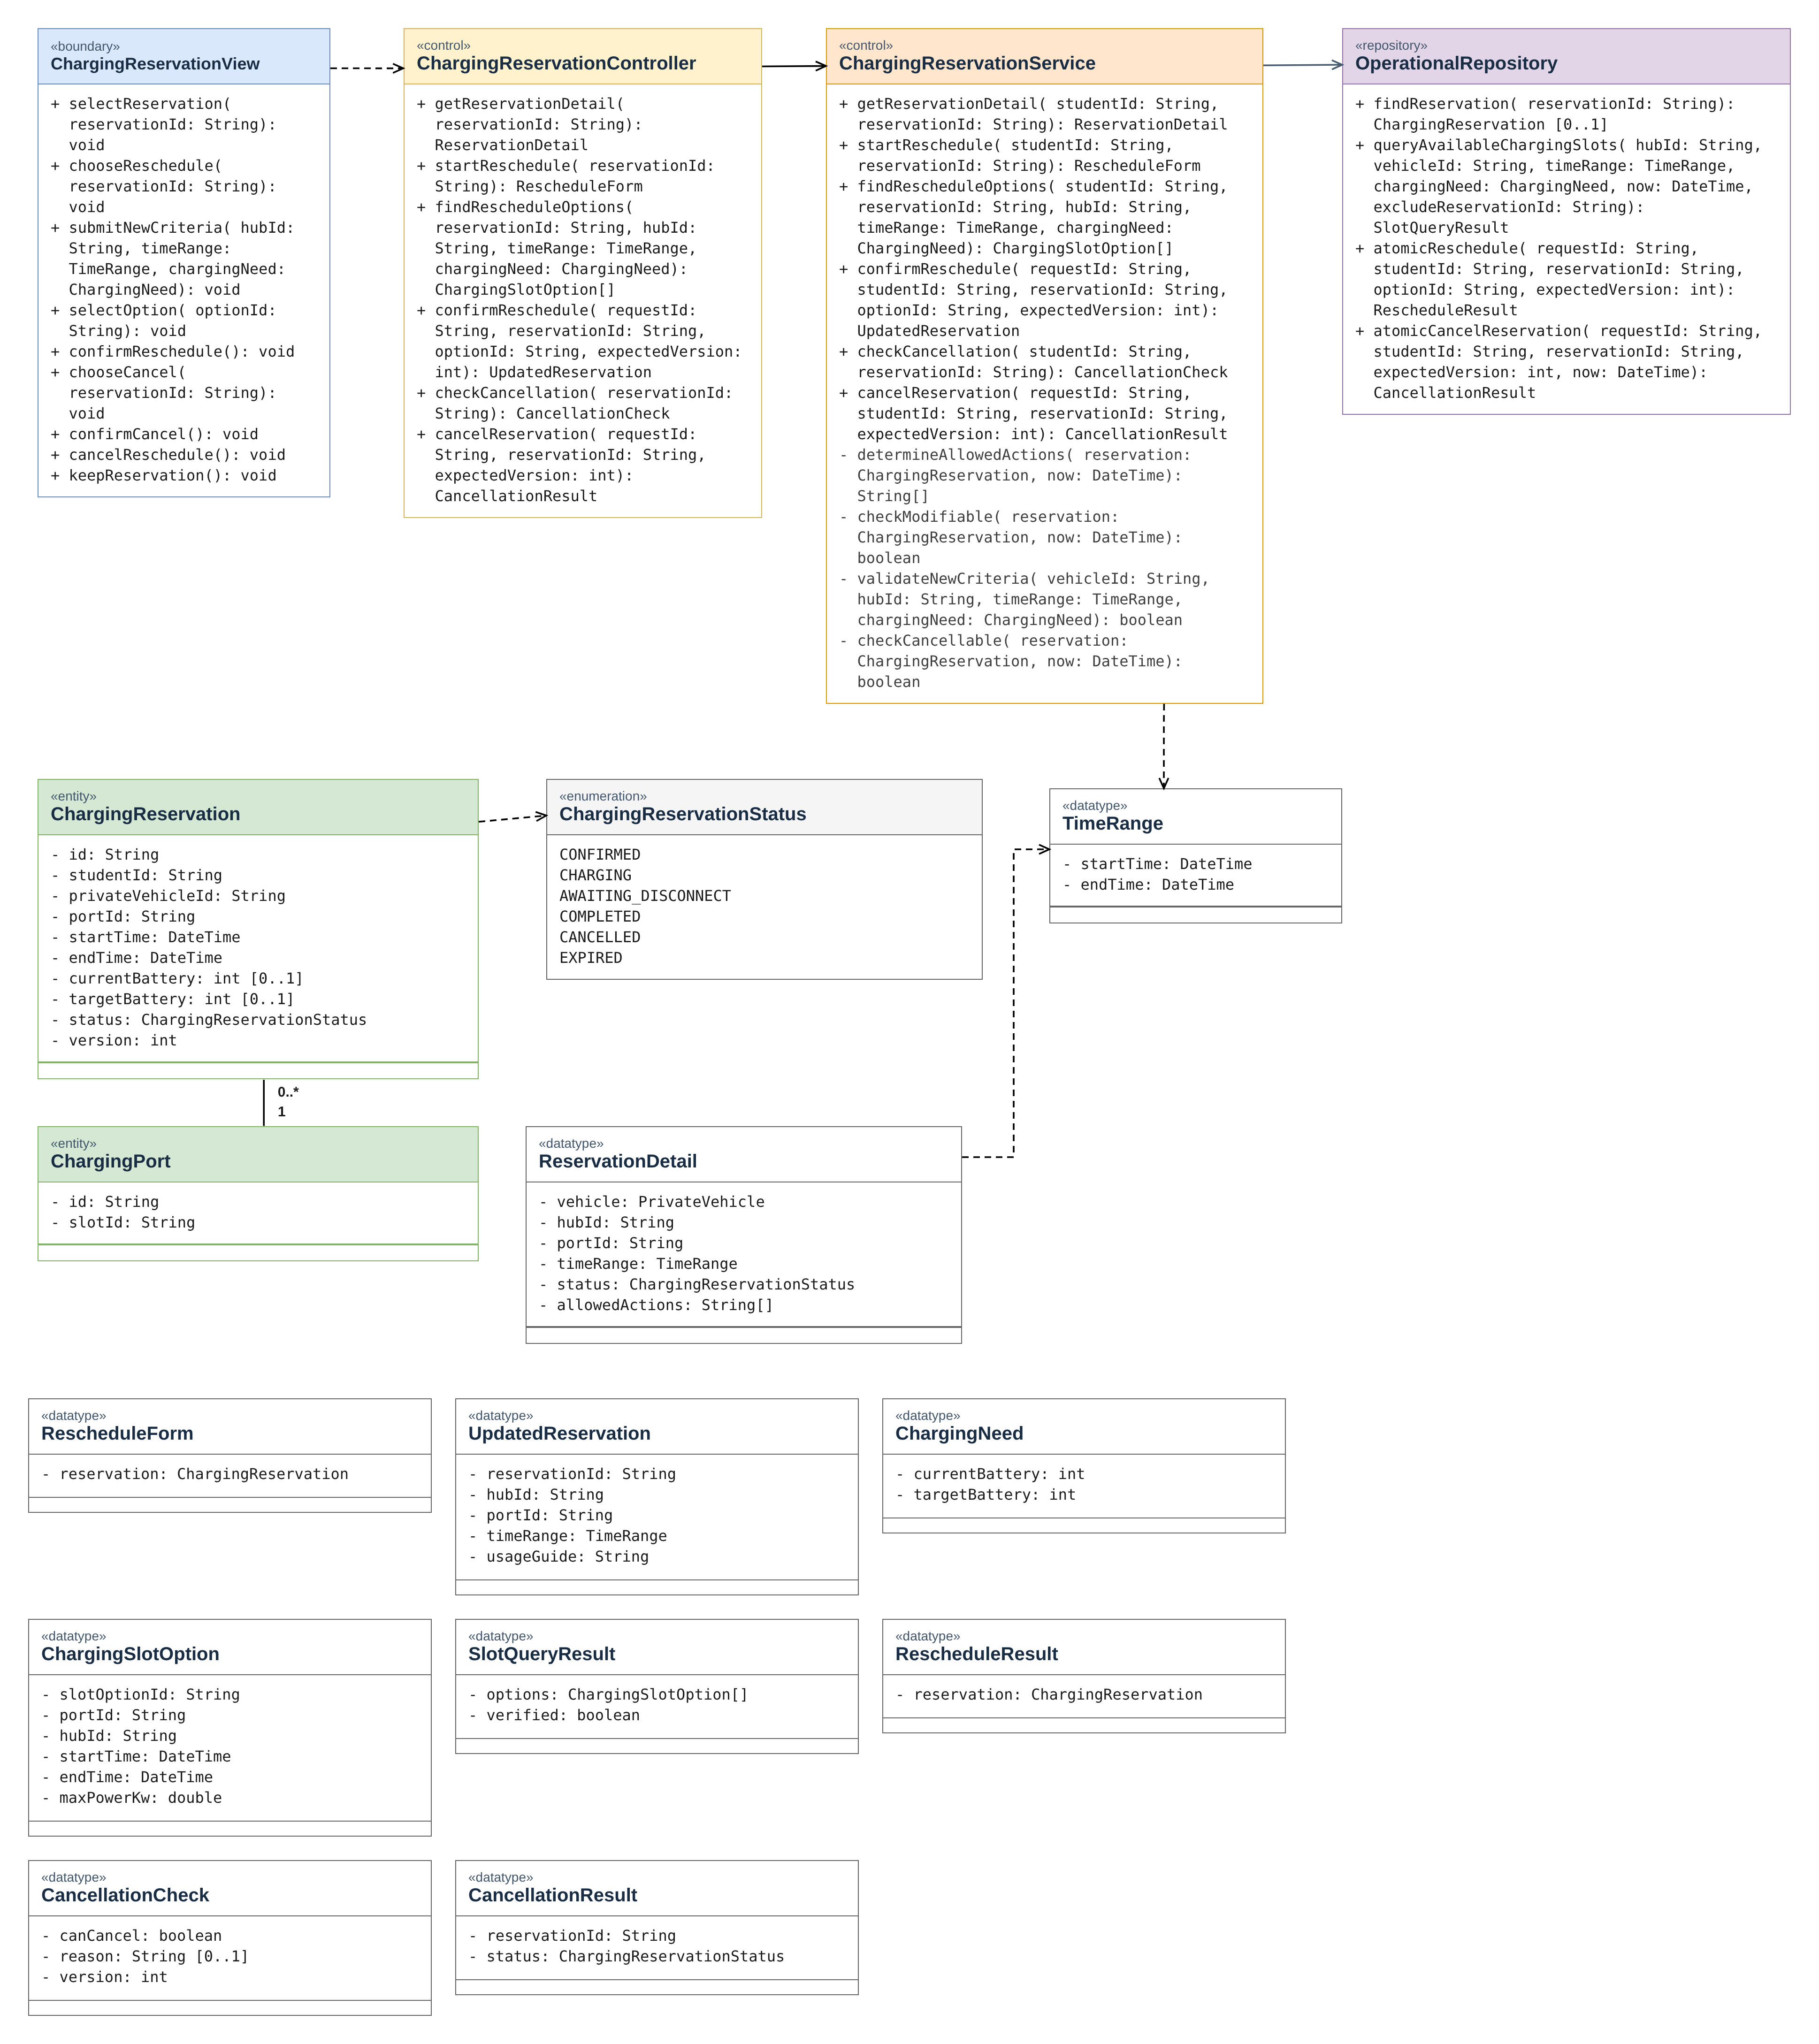 «boundary»
ChargingReservationView
+ selectReservation(
reservationId: String):
void
+ chooseReschedule(
reservationId: String):
void
+ submitNewCriteria( hubId:
String, timeRange:
TimeRange, chargingNeed:
ChargingNeed): void
+ selectOption( optionId:
String): void
+ confirmReschedule(): void
+ chooseCancel(
reservationId: String):
void
+ confirmCancel(): void
+ cancelReschedule(): void
+ keepReservation(): void
«control»
ChargingReservationController
+ getReservationDetail(
reservationId: String):
ReservationDetail
+ startReschedule( reservationId:
String): RescheduleForm
+ findRescheduleOptions(
reservationId: String, hubId:
String, timeRange: TimeRange,
chargingNeed: ChargingNeed):
ChargingSlotOption[]
+ confirmReschedule( requestId:
String, reservationId: String,
optionId: String, expectedVersion:
int): UpdatedReservation
+ checkCancellation( reservationId:
String): CancellationCheck
+ cancelReservation( requestId:
String, reservationId: String,
expectedVersion: int):
CancellationResult
«control»
ChargingReservationService
+ getReservationDetail( studentId: String,
reservationId: String): ReservationDetail
+ startReschedule( studentId: String,
reservationId: String): RescheduleForm
+ findRescheduleOptions( studentId: String,
reservationId: String, hubId: String,
timeRange: TimeRange, chargingNeed:
ChargingNeed): ChargingSlotOption[]
+ confirmReschedule( requestId: String,
studentId: String, reservationId: String,
optionId: String, expectedVersion: int):
UpdatedReservation
+ checkCancellation( studentId: String,
reservationId: String): CancellationCheck
+ cancelReservation( requestId: String,
studentId: String, reservationId: String,
expectedVersion: int): CancellationResult
- determineAllowedActions( reservation:
ChargingReservation, now: DateTime):
String[]
- checkModifiable( reservation:
ChargingReservation, now: DateTime):
boolean
- validateNewCriteria( vehicleId: String,
hubId: String, timeRange: TimeRange,
chargingNeed: ChargingNeed): boolean
- checkCancellable( reservation:
ChargingReservation, now: DateTime):
boolean
«repository»
OperationalRepository
+ findReservation( reservationId: String):
ChargingReservation [0..1]
+ queryAvailableChargingSlots( hubId: String,
vehicleId: String, timeRange: TimeRange,
chargingNeed: ChargingNeed, now: DateTime,
excludeReservationId: String):
SlotQueryResult
+ atomicReschedule( requestId: String,
studentId: String, reservationId: String,
optionId: String, expectedVersion: int):
RescheduleResult
+ atomicCancelReservation( requestId: String,
studentId: String, reservationId: String,
expectedVersion: int, now: DateTime):
CancellationResult
«entity»
ChargingReservation
- id: String
- studentId: String
- privateVehicleId: String
- portId: String
- startTime: DateTime
- endTime: DateTime
- currentBattery: int [0..1]
- targetBattery: int [0..1]
- status: ChargingReservationStatus
- version: int
«enumeration»
ChargingReservationStatus
CONFIRMED
CHARGING
AWAITING_DISCONNECT
COMPLETED
CANCELLED
EXPIRED
«datatype»
TimeRange
- startTime: DateTime
- endTime: DateTime
0..*
1
«entity»
ChargingPort
- id: String
- slotId: String
«datatype»
ReservationDetail
- vehicle: PrivateVehicle
- hubId: String
- portId: String
- timeRange: TimeRange
- status: ChargingReservationStatus
- allowedActions: String[]
«datatype»
RescheduleForm
- reservation: ChargingReservation
«datatype»
UpdatedReservation
- reservationId: String
- hubId: String
- portId: String
- timeRange: TimeRange
- usageGuide: String
«datatype»
ChargingNeed
- currentBattery: int
- targetBattery: int
«datatype»
ChargingSlotOption
- slotOptionId: String
- portId: String
- hubId: String
- startTime: DateTime
- endTime: DateTime
- maxPowerKw: double
«datatype»
SlotQueryResult
- options: ChargingSlotOption[]
- verified: boolean
«datatype»
RescheduleResult
- reservation: ChargingReservation
«datatype»
CancellationCheck
- canCancel: boolean
- reason: String [0..1]
- version: int
«datatype»
CancellationResult
- reservationId: String
- status: ChargingReservationStatus